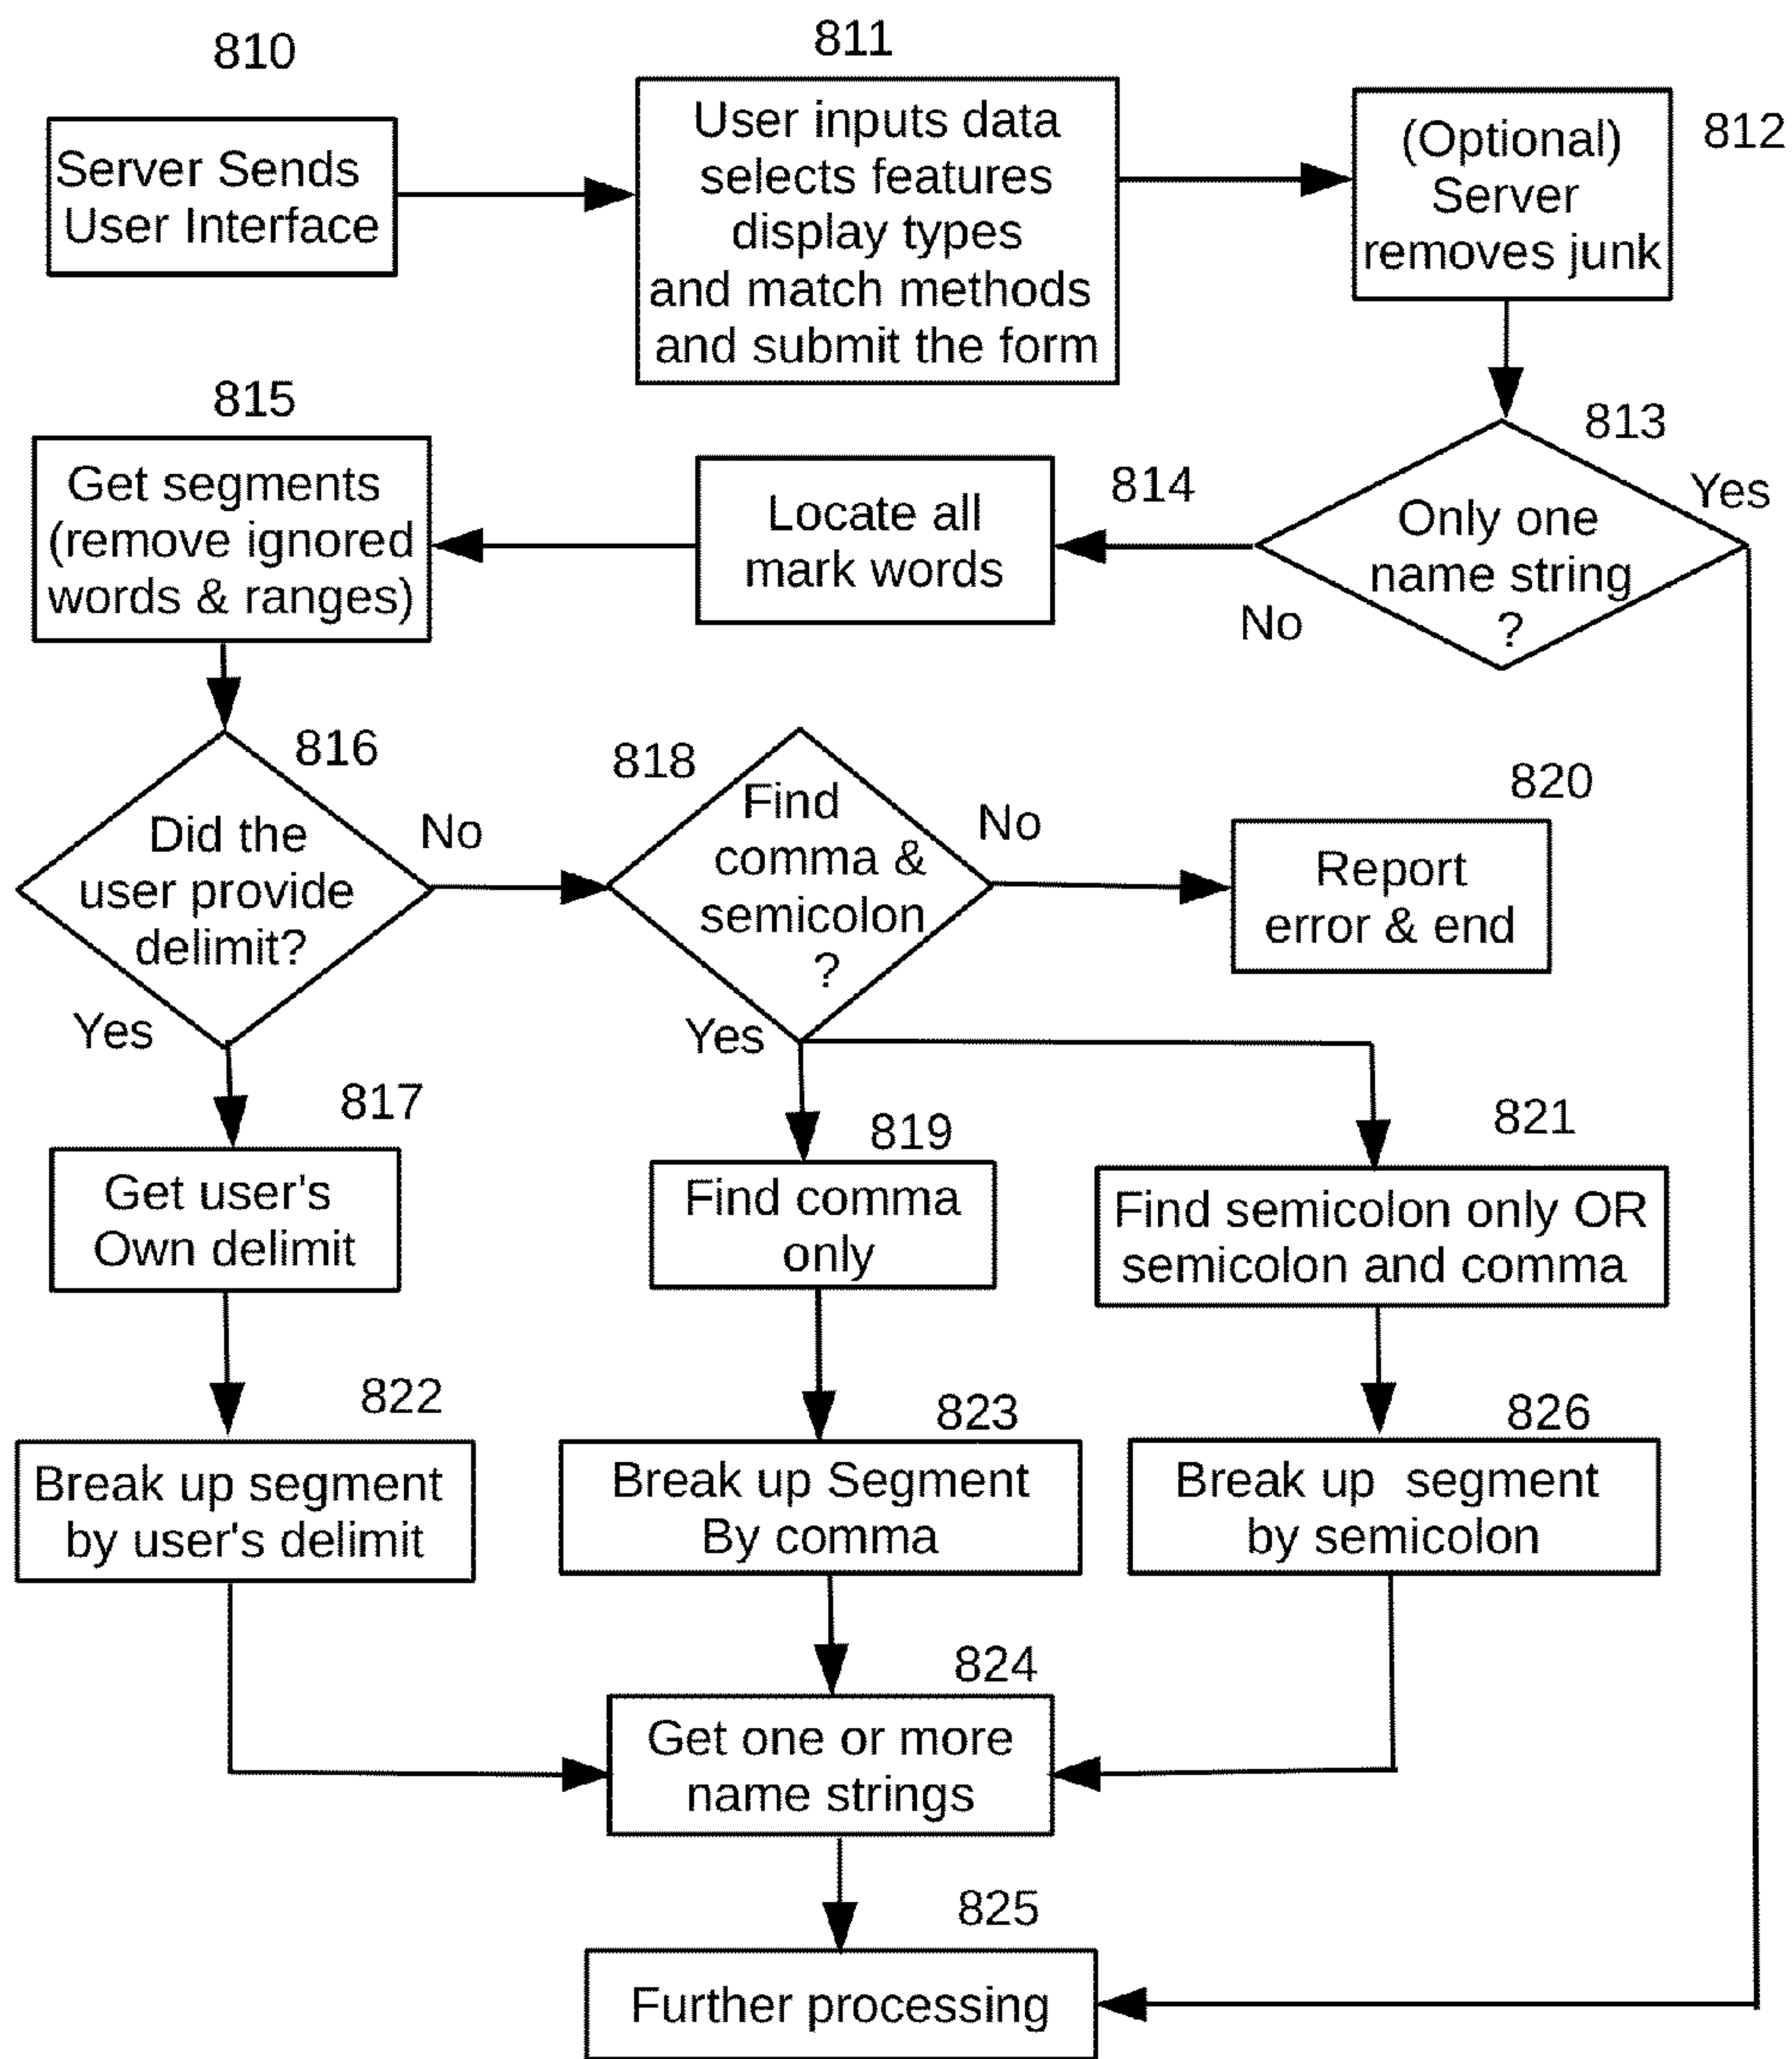 810
Server Sends
User Interface
811
User inputs data
selects features
display types
and match methods
and submit the form
812
(Optional)
Server
removes junk
813
Only one
name string
?
Yes
No
814
Locate all
mark words
815
Get segments
(remove ignored
words & ranges)
816
Did the
user provide
delimit?
No
Yes
818
Find
comma &
semicolon
?
No
Yes
820
Report
error & end
817
Get user's
Own delimit
819
Find comma
only
821
Find semicolon only OR
semicolon and comma
822
Break up segment
by user's delimit
823
Break up Segment
By comma
826
Break up segment
by semicolon
824
Get one or more
name strings
825
Further processing